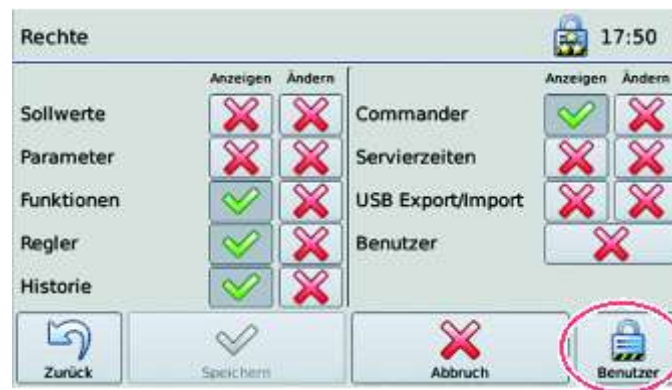 Rechte 17:50
Anzeigen Ändern Anzeigen Ändern
Sollwerte Commander
Parameter Servierzeiten
Funktionen USB Export/Import
Regler Benutzer
Historie
Zurück Speichern Abbruch Benutzer